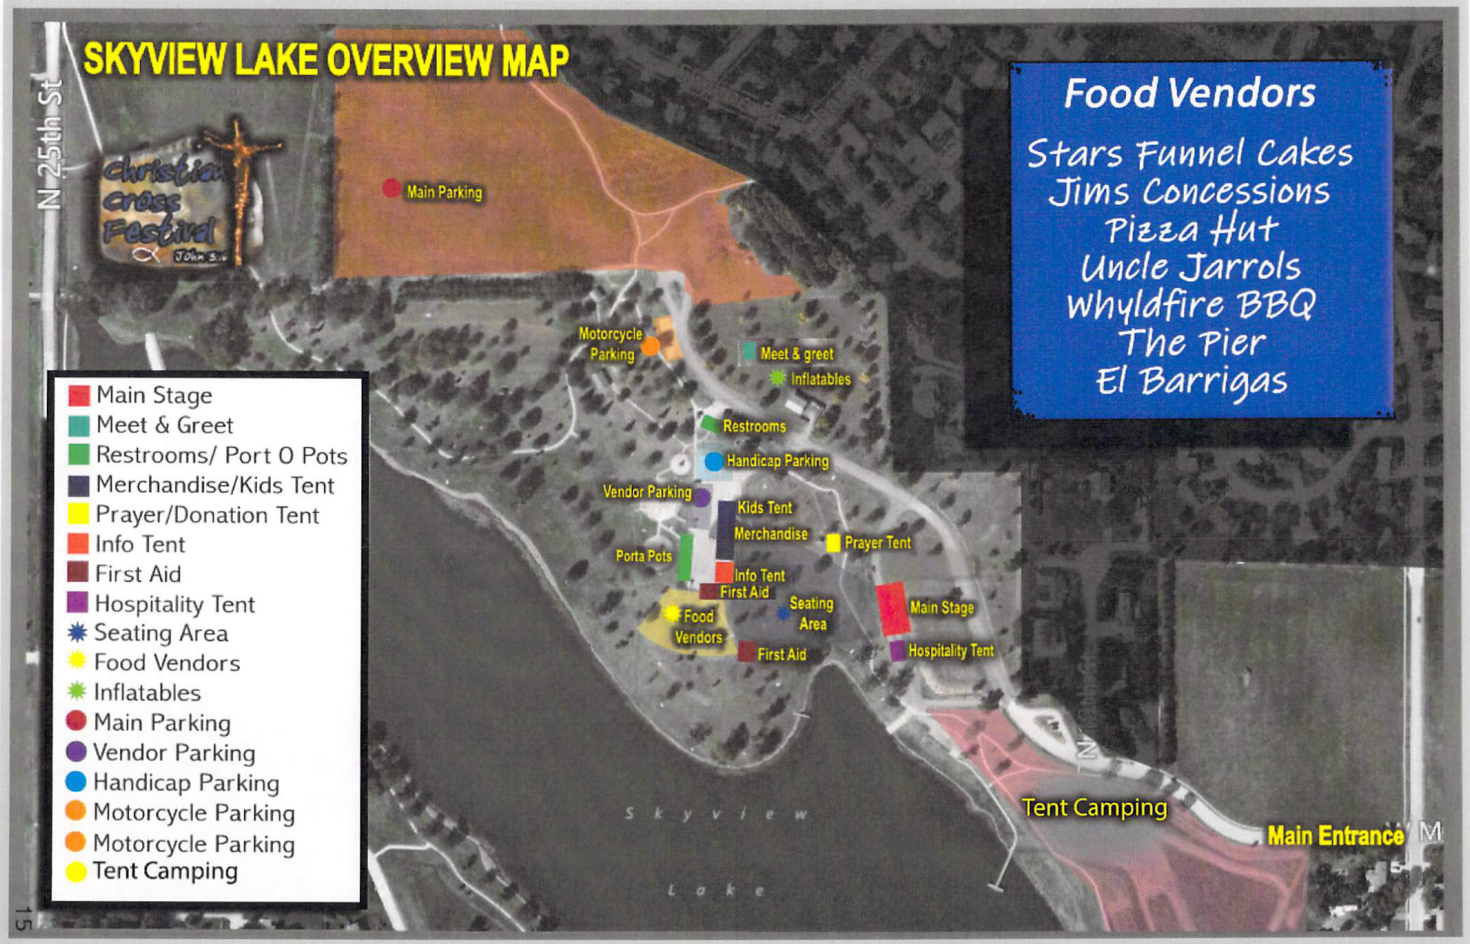 SKYVIEW LAKE OVERVIEW MAP
N 25th St
Christian
Cross
Festival
John 3:16
Food Vendors
Stars Funnel Cakes
Jims Concessions
Pizza Hut
Uncle Jarrols
Whyldfire BBQ
The Pier
El Barrigas
Main Parking
Motorcycle
Parking
Meet & greet
Inflatables
Restrooms
Handicap Parking
Vendor Parking
Kids Tent
Merchandise
Prayer Tent
Porta Pots
Info Tent
First Aid
Seating
Area
Main Stage
Food
Vendors
First Aid
Hospitality Tent
Tent Camping
Main Entrance
W M
N
Skyview
Lake
15
Main Stage
Meet & Greet
Restrooms/ Port O Pots
Merchandise/Kids Tent
Prayer/Donation Tent
Info Tent
First Aid
Hospitality Tent
Seating Area
Food Vendors
Inflatables
Main Parking
Vendor Parking
Handicap Parking
Motorcycle Parking
Motorcycle Parking
Tent Camping